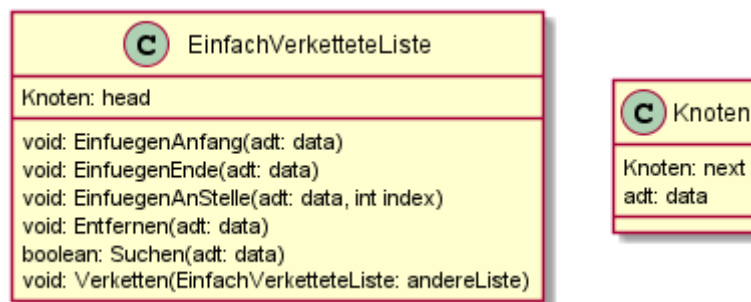 C EinfachVerketteteListe
Knoten: head
void: EinfuegenAnfang(adt: data)
void: EinfuegenEnde(adt: data)
void: EinfuegenAnStelle(adt: data, int index)
void: Entfernen(adt: data)
boolean: Suchen(adt: data)
void: Verketten(EinfachVerketteteListe: andereListe)
C Knoten
Knoten: next
adt: data